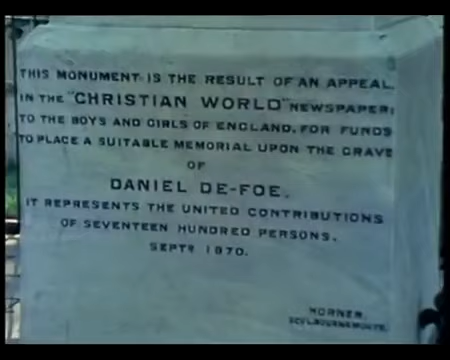 THIS MONUMENT IS THE RESULT OF AN APPEAL,
IN THE "CHRISTIAN WORLD" NEWSPAPER;
TO THE BOYS AND GIRLS OF ENGLAND, FOR FUNDS
TO PLACE A SUITABLE MEMORIAL UPON THE GRAVE
OF
DANIEL DE-FOE.
IT REPRESENTS THE UNITED CONTRIBUTIONS
OF SEVENTEEN HUNDRED PERSONS.
SEPTR 1870.
HORNER,
SCUL. BOURNEMOUTH.